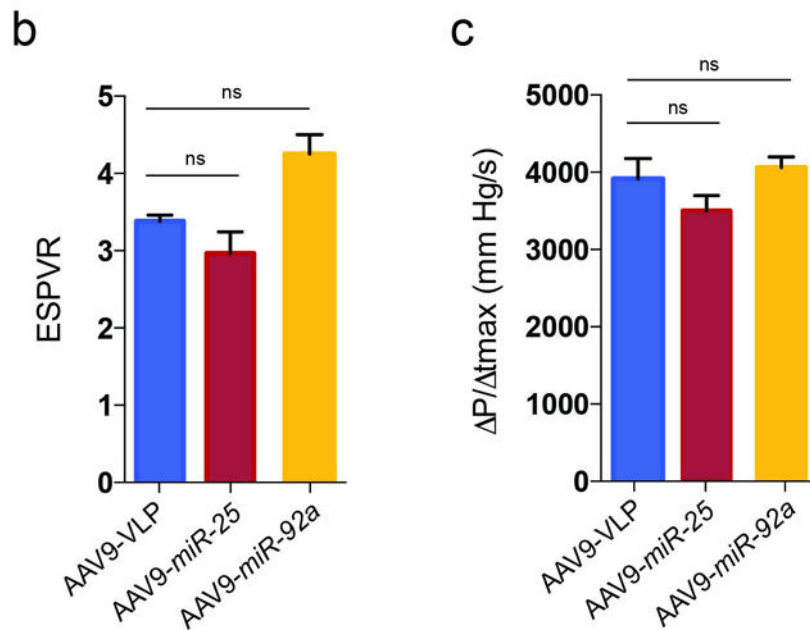 b
ns
ns
ESPVR
5
4
3
2
1
0
AAV9-VLP
AAV9-miR-25
AAV9-miR-92a
c
ns
ns
ΔP/Δtmax (mm Hg/s)
5000
4000
3000
2000
1000
0
AAV9-VLP
AAV9-miR-25
AAV9-miR-92a